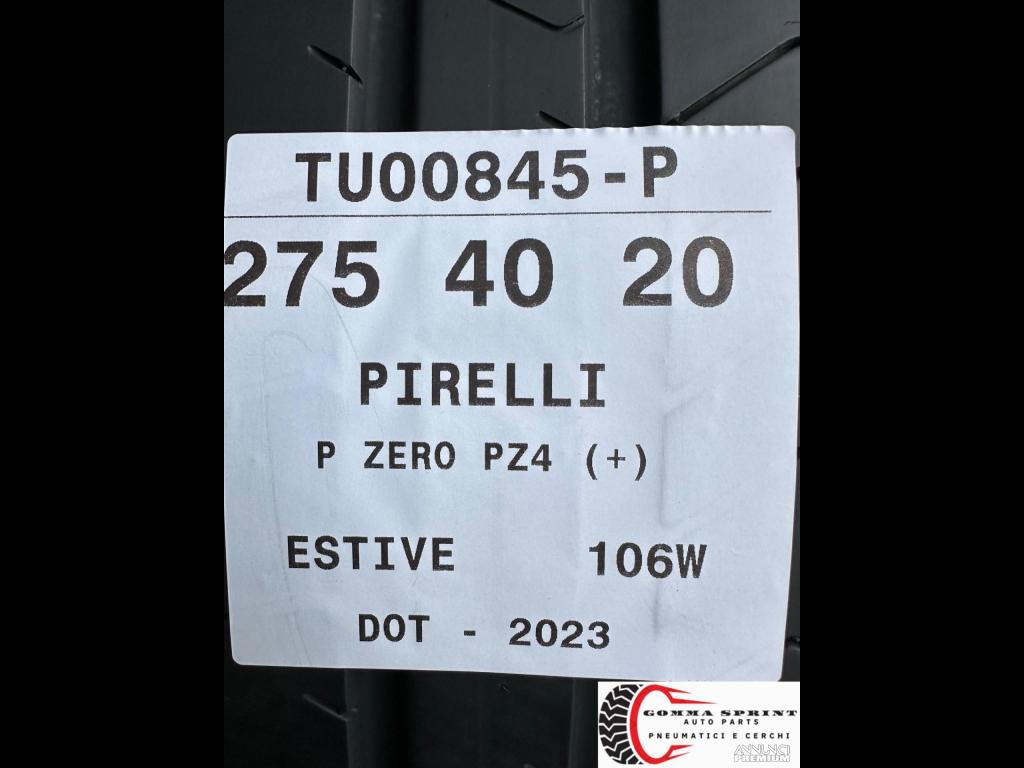 TU00845-P
275 40 20
PIRELLI
P ZERO PZ4 (+)
ESTIVE 106W
DOT - 2023
GOMMA SPRINT
AUTO PARTS
PNEUMATICI E CERCHI
ANNUNCI
PREMIUM